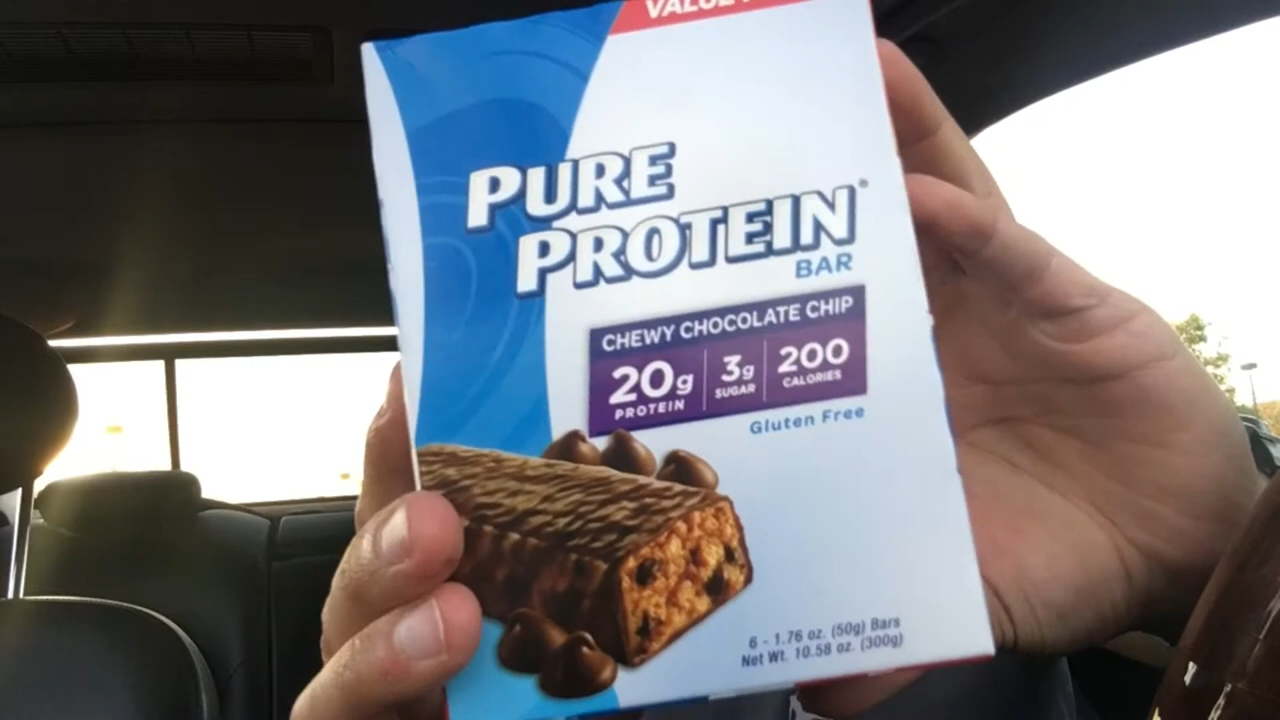 VALUE
PURE
PROTEIN®
BAR
CHEWY CHOCOLATE CHIP
20g PROTEIN
3g SUGAR
200 CALORIES
Gluten Free
6 - 1.76 oz. (50g) Bars
Net Wt. 10.58 oz. (300g)